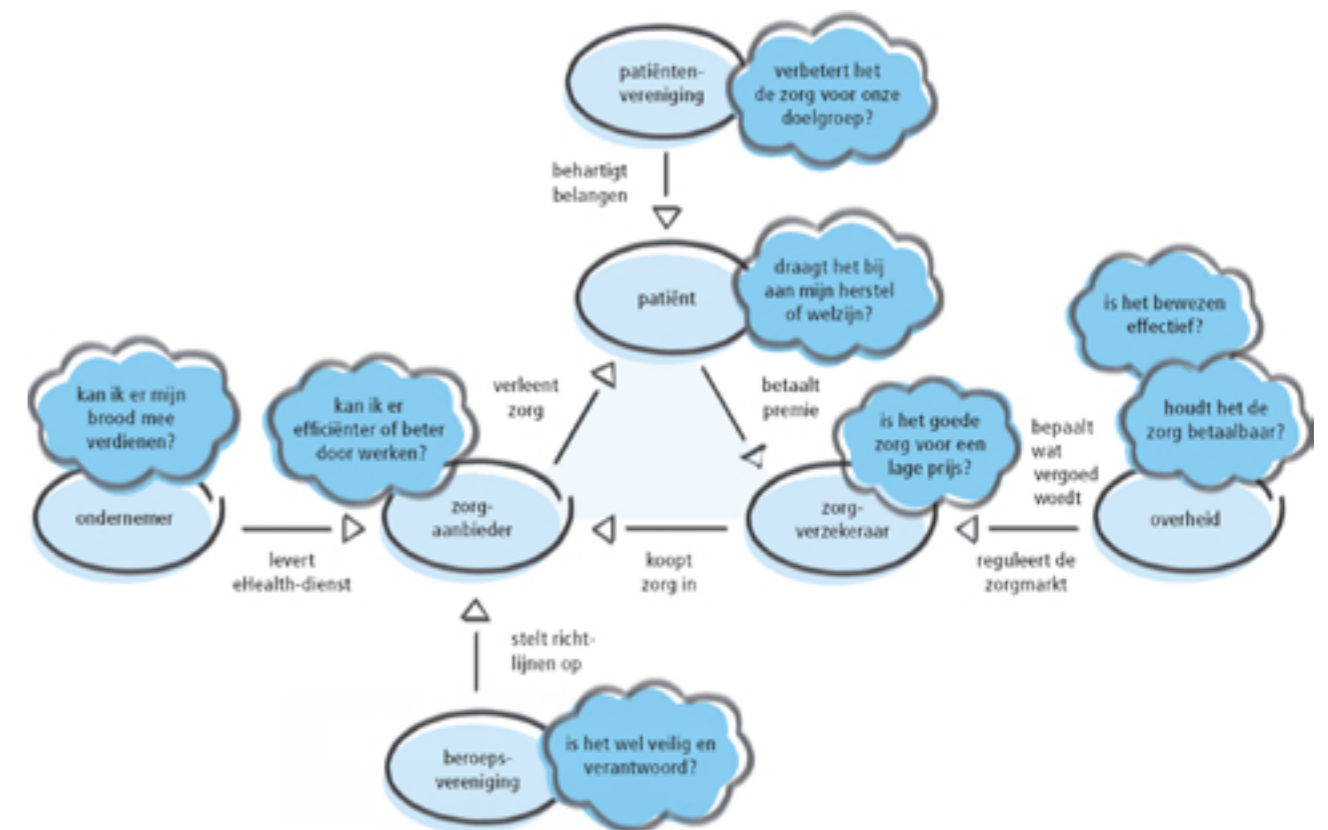 patiënten-
vereniging
verbetert het
de zorg voor onze
doelgroep?
behartigt
belangen
patiënt
draagt het bij
aan mijn herstel
of welzijn?
is het bewezen
effectief?
houdt het de
zorg betaalbaar?
kan ik er mijn
brood mee
verdienen?
kan ik er
efficiënter of beter
door werken?
verleent
zorg
betaalt
premie
is het goede
zorg voor een
lage prijs?
bepaalt
wat
vergoed
wordt
ondernemer
zorg-
aanbieder
zorg-
verzekeraar
overheid
levert
eHealth-dienst
koopt
zorg in
reguleert de
zorgmarkt
stelt richt-
lijnen op
beroeps-
vereniging
is het wel veilig en
verantwoord?